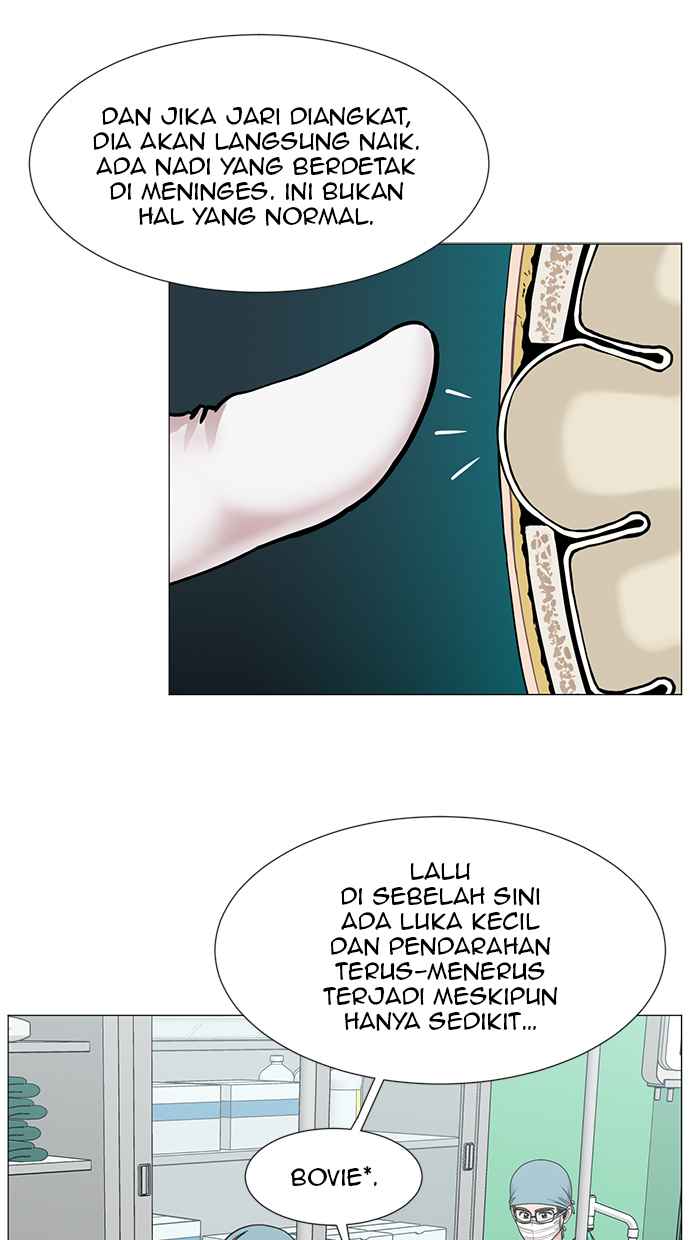 DAN JIKA JARI DIANGKAT,
DIA AKAN LANGSUNG NAIK.
ADA NADI YANG BERDETAK
DI MENINGES. INI BUKAN
HAL YANG NORMAL.
LALU
DI SEBELAH SINI
ADA LUKA KECIL
DAN PENDARAHAN
TERUS-MENERUS
TERJADI MESKIPUN
HANYA SEDIKIT...
BOVIE*.